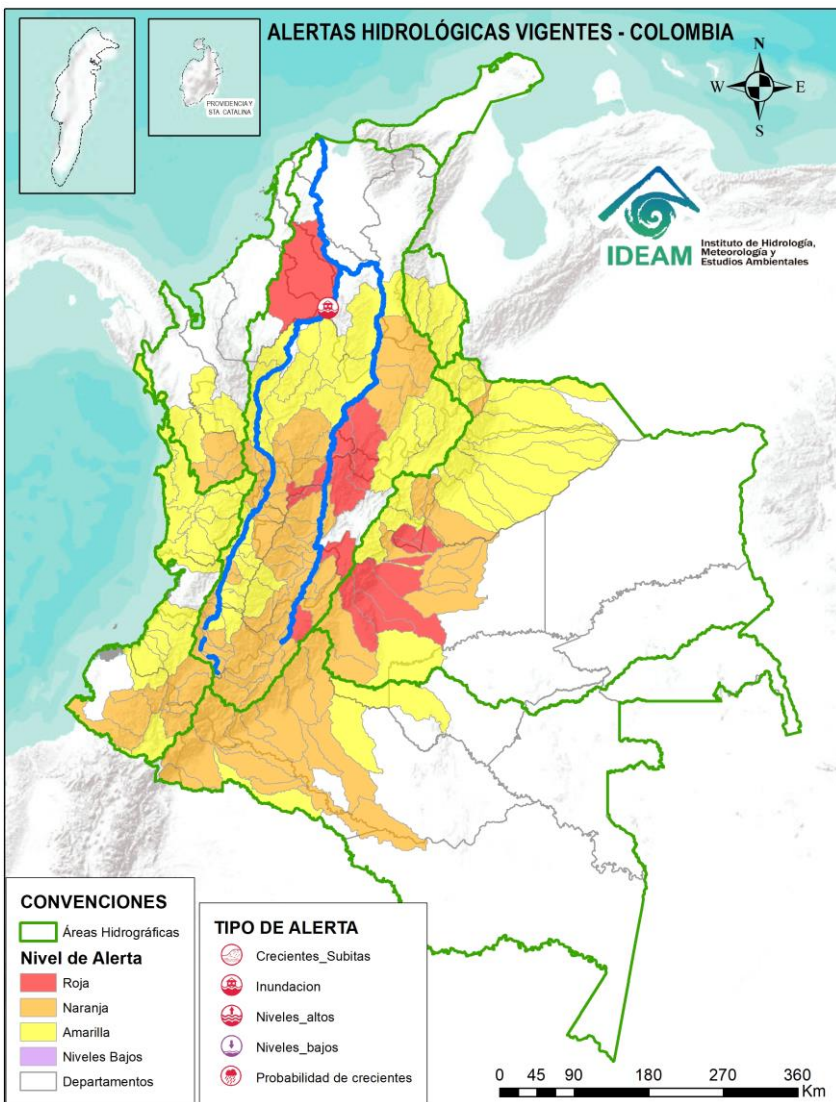 ALERTAS HIDROLÓGICAS VIGENTES - COLOMBIA
PROVIDENCIA Y
STA. CATALINA
N
W
E
S
IDEAM
Instituto de Hidrología,
Meteorología y
Estudios Ambientales
CONVENCIONES
Áreas Hidrográficas
Nivel de Alerta
Roja
Naranja
Amarilla
Niveles Bajos
Departamentos
TIPO DE ALERTA
Crecientes_Subitas
Inundacion
Niveles_altos
Niveles_bajos
Probabilidad de crecientes
0 45 90 180 270 360
Km